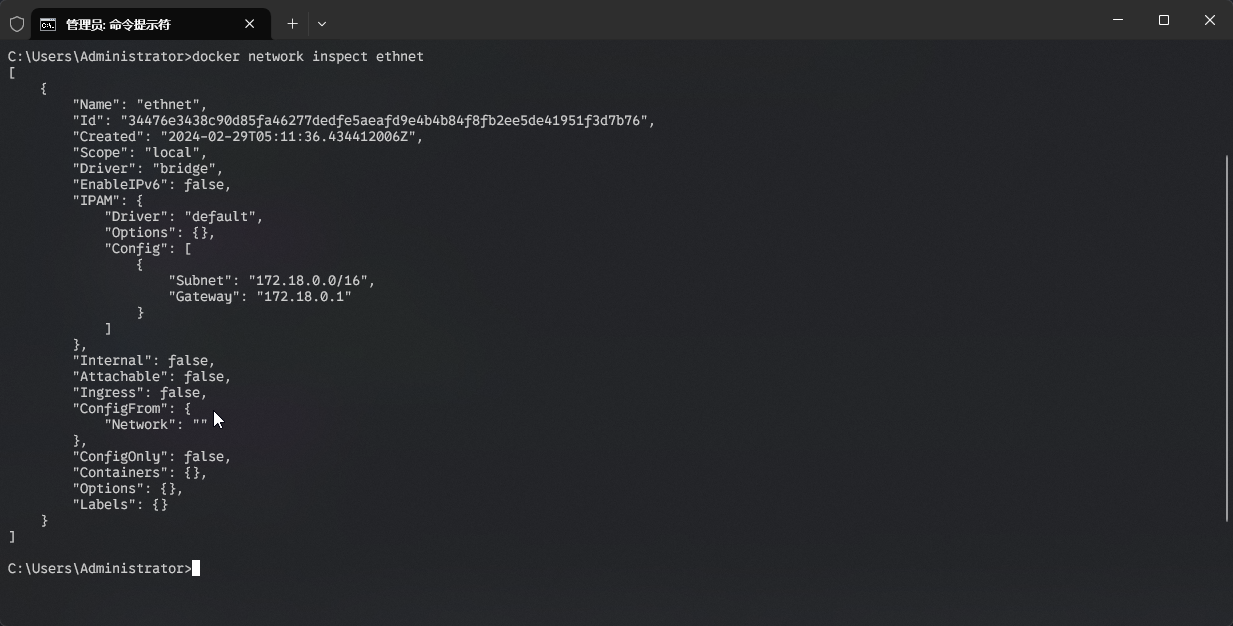 管理员: 命令提示符
C:\Users\Administrator>docker network inspect ethnet
[
    {
        "Name": "ethnet",
        "Id": "34476e3438c90d85fa46277dedfe5aeafd9e4b4b84f8fb2ee5de41951f3d7b76",
        "Created": "2024-02-29T05:11:36.434412006Z",
        "Scope": "local",
        "Driver": "bridge",
        "EnableIPv6": false,
        "IPAM": {
            "Driver": "default",
            "Options": {},
            "Config": [
                {
                    "Subnet": "172.18.0.0/16",
                    "Gateway": "172.18.0.1"
                }
            ]
        },
        "Internal": false,
        "Attachable": false,
        "Ingress": false,
        "ConfigFrom": {
            "Network": ""
        },
        "ConfigOnly": false,
        "Containers": {},
        "Options": {},
        "Labels": {}
    }
]
C:\Users\Administrator>